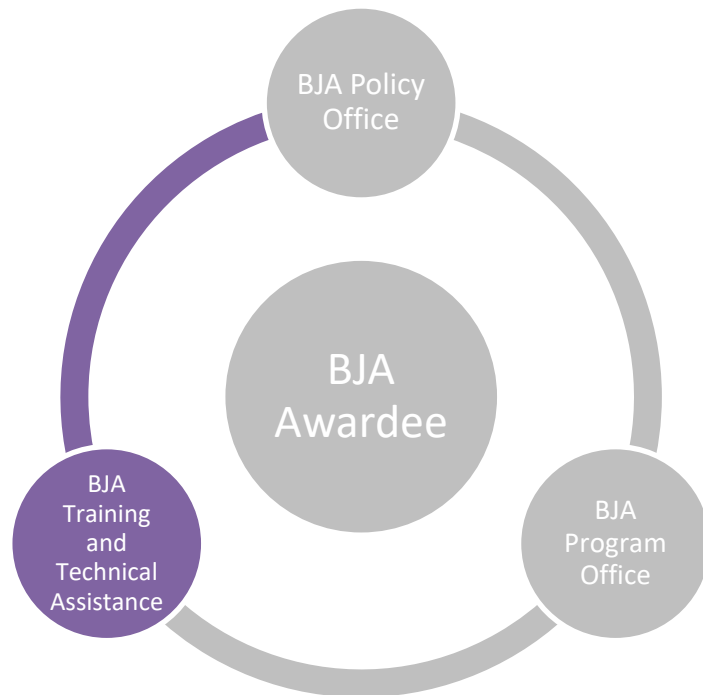 BJA Policy
Office
BJA
Awardee
BJA
Training
and
Technical
Assistance
BJA
Program
Office